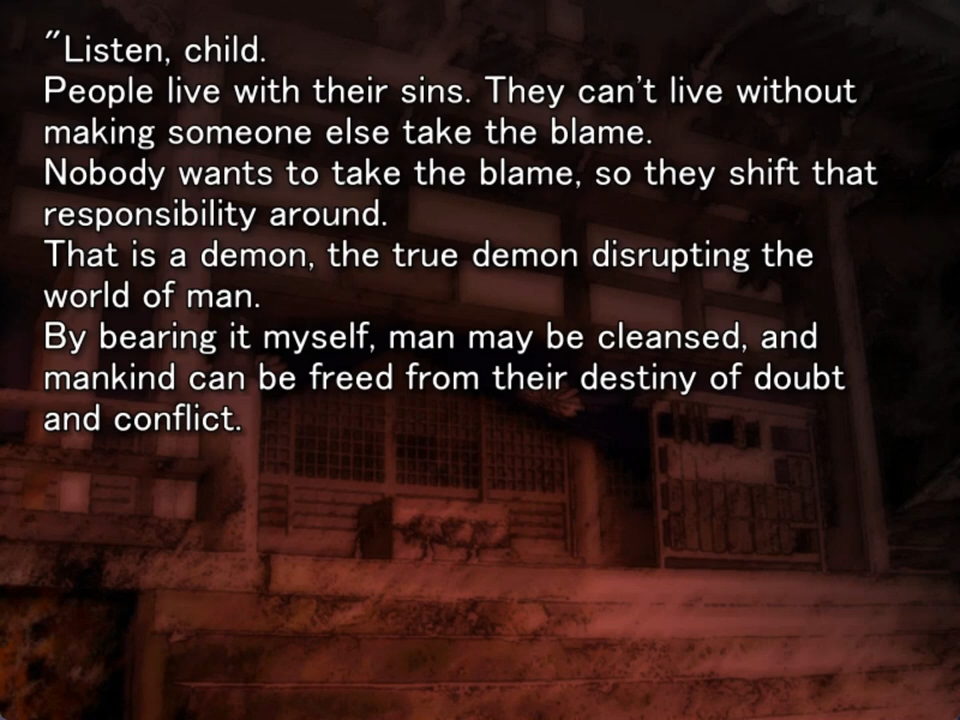 "Listen, child.
People live with their sins. They can't live without
making someone else take the blame.
Nobody wants to take the blame, so they shift that
responsibility around.
That is a demon, the true demon disrupting the
world of man.
By bearing it myself, man may be cleansed, and
mankind can be freed from their destiny of doubt
and conflict.